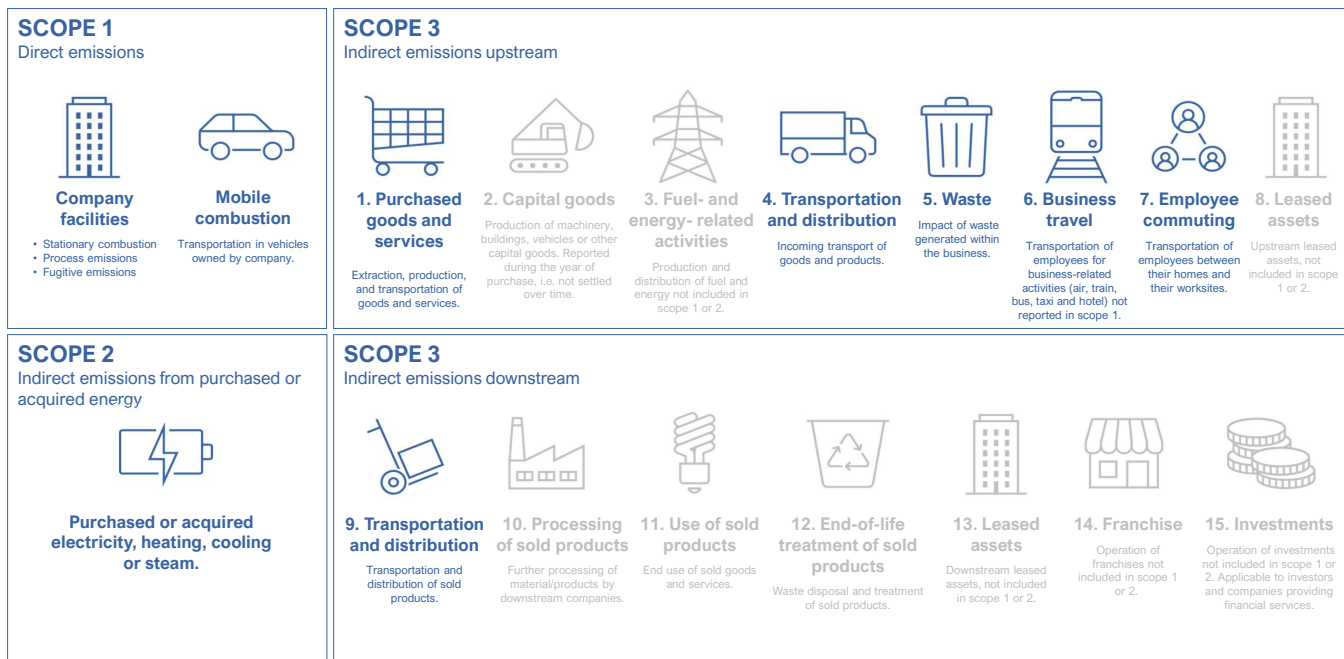 SCOPE 1
Direct emissions
Company
facilities
• Stationary combustion
• Process emissions
• Fugitive emissions
Mobile
combustion
Transportation in vehicles
owned by company.
SCOPE 3
Indirect emissions upstream
1. Purchased
goods and
services
Extraction, production,
and transportation of
goods and services.
2. Capital goods
Production of machinery,
buildings, vehicles or other
capital goods. Reported
during the year of
purchase, i.e. not settled
over time.
3. Fuel- and
energy- related
activities
Production and
distribution of fuel and
energy not included in
scope 1 or 2.
4. Transportation
and distribution
Incoming transport of
goods and products.
5. Waste
Impact of waste
generated within
the business.
6. Business
travel
Transportation of
employees for
business-related
activities (air, train,
bus, taxi and hotel) not
reported in scope 1.
7. Employee
commuting
Transportation of
employees between
their homes and
their worksites.
8. Leased
assets
Upstream leased
assets, not
included in scope
1 or 2.
SCOPE 2
Indirect emissions from purchased or
acquired energy
Purchased or acquired
electricity, heating, cooling
or steam.
SCOPE 3
Indirect emissions downstream
9. Transportation
and distribution
Transportation and
distribution of sold
products.
10. Processing
of sold products
Further processing of
material/products by
downstream companies.
11. Use of sold
products
End use of sold goods
and services.
12. End-of-life
treatment of sold
products
Waste disposal and treatment
of sold products.
13. Leased
assets
Downstream leased
assets, not included
in scope 1 or 2.
14. Franchise
Operation of
franchises not
included in scope 1
or 2.
15. Investments
Operation of investments
not included in scope 1 or
2. Applicable to investors
and companies providing
financial services.